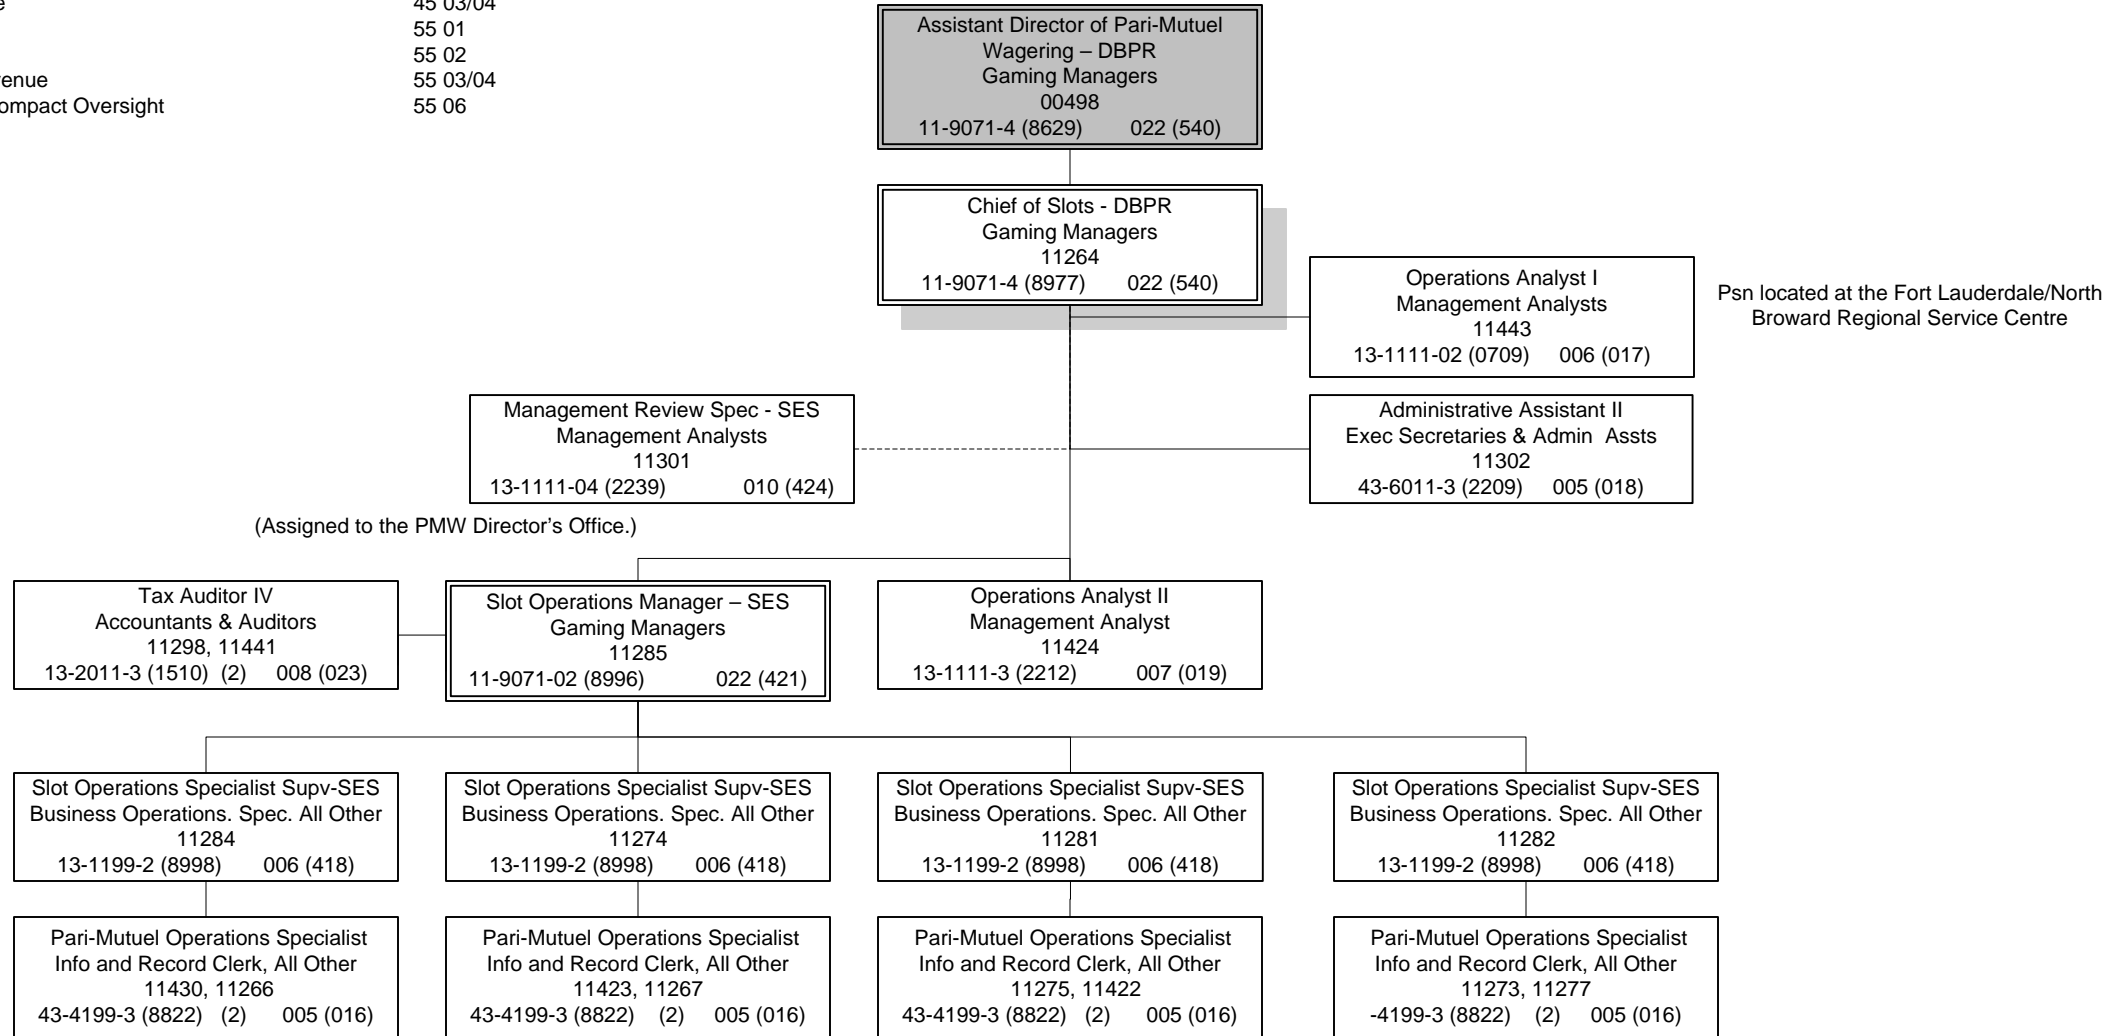 45 03/04
55 01
55 02
55 03/04
ompact Oversight 55 06
Assistant Director of Pari-Mutuel
Wagering – DBPR
Gaming Managers
00498
11-9071-4 (8629) 022 (540)
Chief of Slots - DBPR
Gaming Managers
11264
11-9071-4 (8977) 022 (540)
Operations Analyst I
Management Analysts
11443
13-1111-02 (0709) 006 (017)
Psn located at the Fort Lauderdale/North
Broward Regional Service Centre
Management Review Spec - SES
Management Analysts
11301
13-1111-04 (2239) 010 (424)
Administrative Assistant II
Exec Secretaries & Admin Assts
11302
43-6011-3 (2209) 005 (018)
(Assigned to the PMW Director’s Office.)
Tax Auditor IV
Accountants & Auditors
11298, 11441
13-2011-3 (1510) (2) 008 (023)
Slot Operations Manager – SES
Gaming Managers
11285
11-9071-02 (8996) 022 (421)
Operations Analyst II
Management Analyst
11424
13-1111-3 (2212) 007 (019)
Slot Operations Specialist Supv-SES
Business Operations. Spec. All Other
11284
13-1199-2 (8998) 006 (418)
Slot Operations Specialist Supv-SES
Business Operations. Spec. All Other
11274
13-1199-2 (8998) 006 (418)
Slot Operations Specialist Supv-SES
Business Operations. Spec. All Other
11281
13-1199-2 (8998) 006 (418)
Slot Operations Specialist Supv-SES
Business Operations. Spec. All Other
11282
13-1199-2 (8998) 006 (418)
Pari-Mutuel Operations Specialist
Info and Record Clerk, All Other
11430, 11266
43-4199-3 (8822) (2) 005 (016)
Pari-Mutuel Operations Specialist
Info and Record Clerk, All Other
11423, 11267
43-4199-3 (8822) (2) 005 (016)
Pari-Mutuel Operations Specialist
Info and Record Clerk, All Other
11275, 11422
43-4199-3 (8822) (2) 005 (016)
Pari-Mutuel Operations Specialist
Info and Record Clerk, All Other
11273, 11277
-4199-3 (8822) (2) 005 (016)